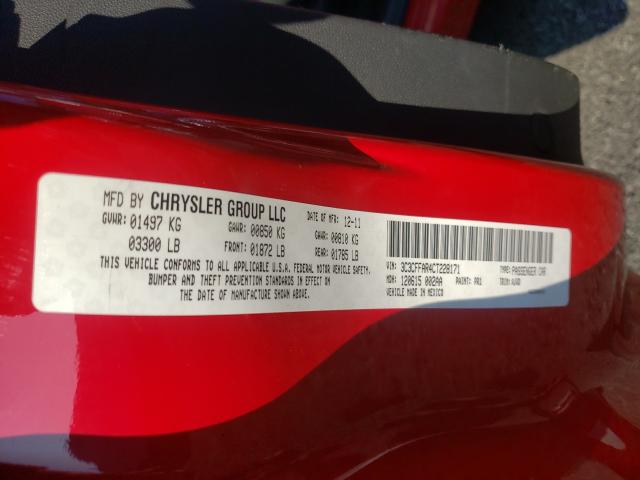 MFD BY CHRYSLER GROUP LLC
DATE OF MFR: 12-11
GVWR: 01497 KG
GAWR: 00850 KG
GAWR: 00810 KG
03300 LB
FRONT: 01872 LB
REAR: 01785 LB
THIS VEHICLE CONFORMS TO ALL APPLICABLE U.S.A. FEDERAL MOTOR VEHICLE SAFETY,
BUMPER AND THEFT PREVENTION STANDARDS IN EFFECT ON
THE DATE OF MANUFACTURE SHOWN ABOVE.
VIN: 3C3CFFAR4CT228171
TYPE: PASSENGER CAR
MDH: 120615 002AA
PAINT: PR1
TRIM:
VEHICLE MADE IN MEXICO